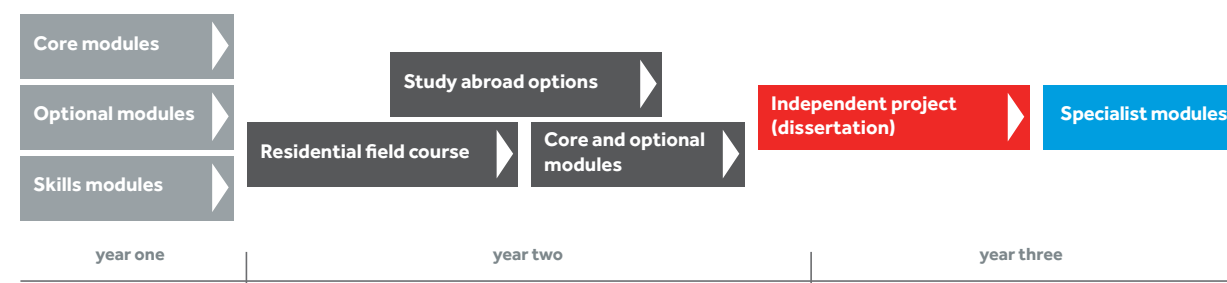 Core modules
Optional modules
Skills modules
Study abroad options
Residential field course
Core and optional
modules
Independent project
(dissertation)
Specialist modules
year one
year two
year three